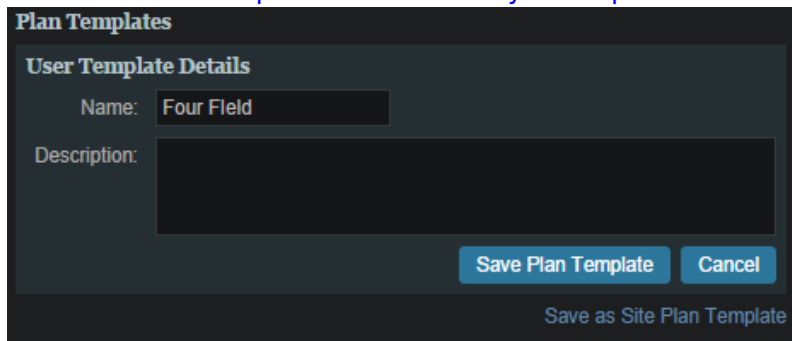 Plan Templates
User Template Details
Name: Four FIeld
Description:
Save Plan Template Cancel
Save as Site Plan Template